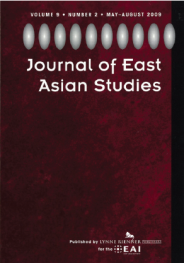 VOLUME 9 • NUMBER 2 • MAY-AUGUST 2009
Journal of East
Asian Studies
Published by LYNNE RIENNER
for the EAI